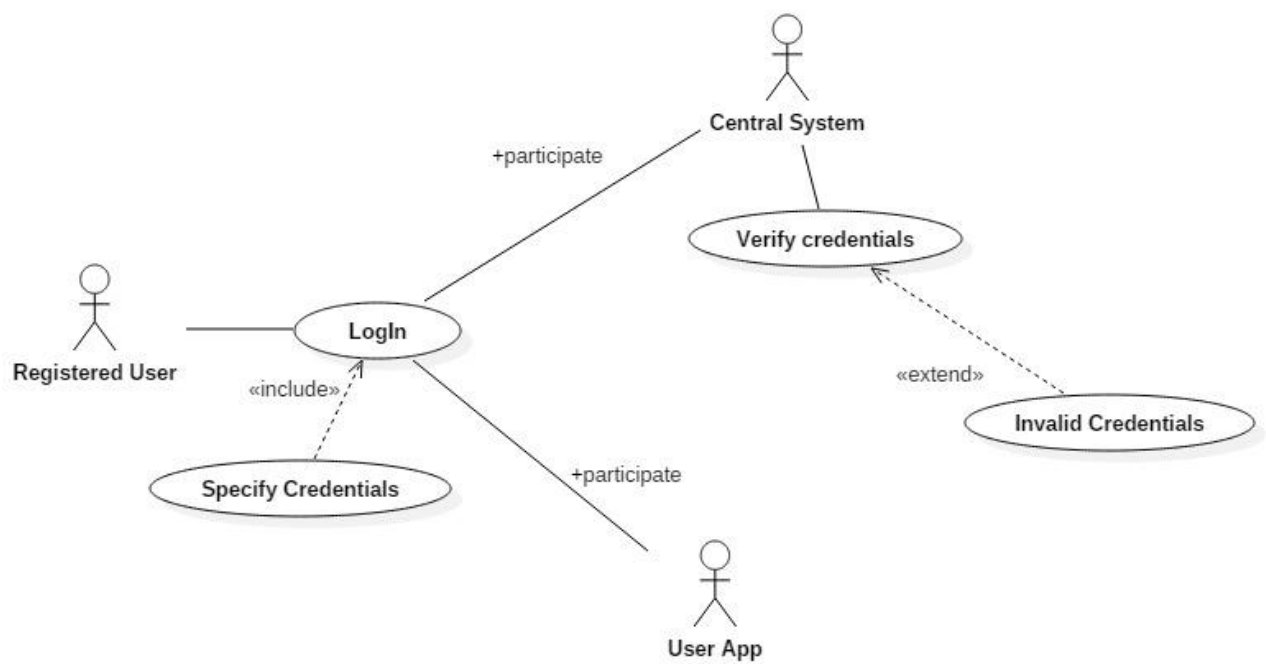 Central System
+participate
Verify credentials
Registered User
LogIn
«include»
«extend»
Invalid Credentials
Specify Credentials
+participate
User App